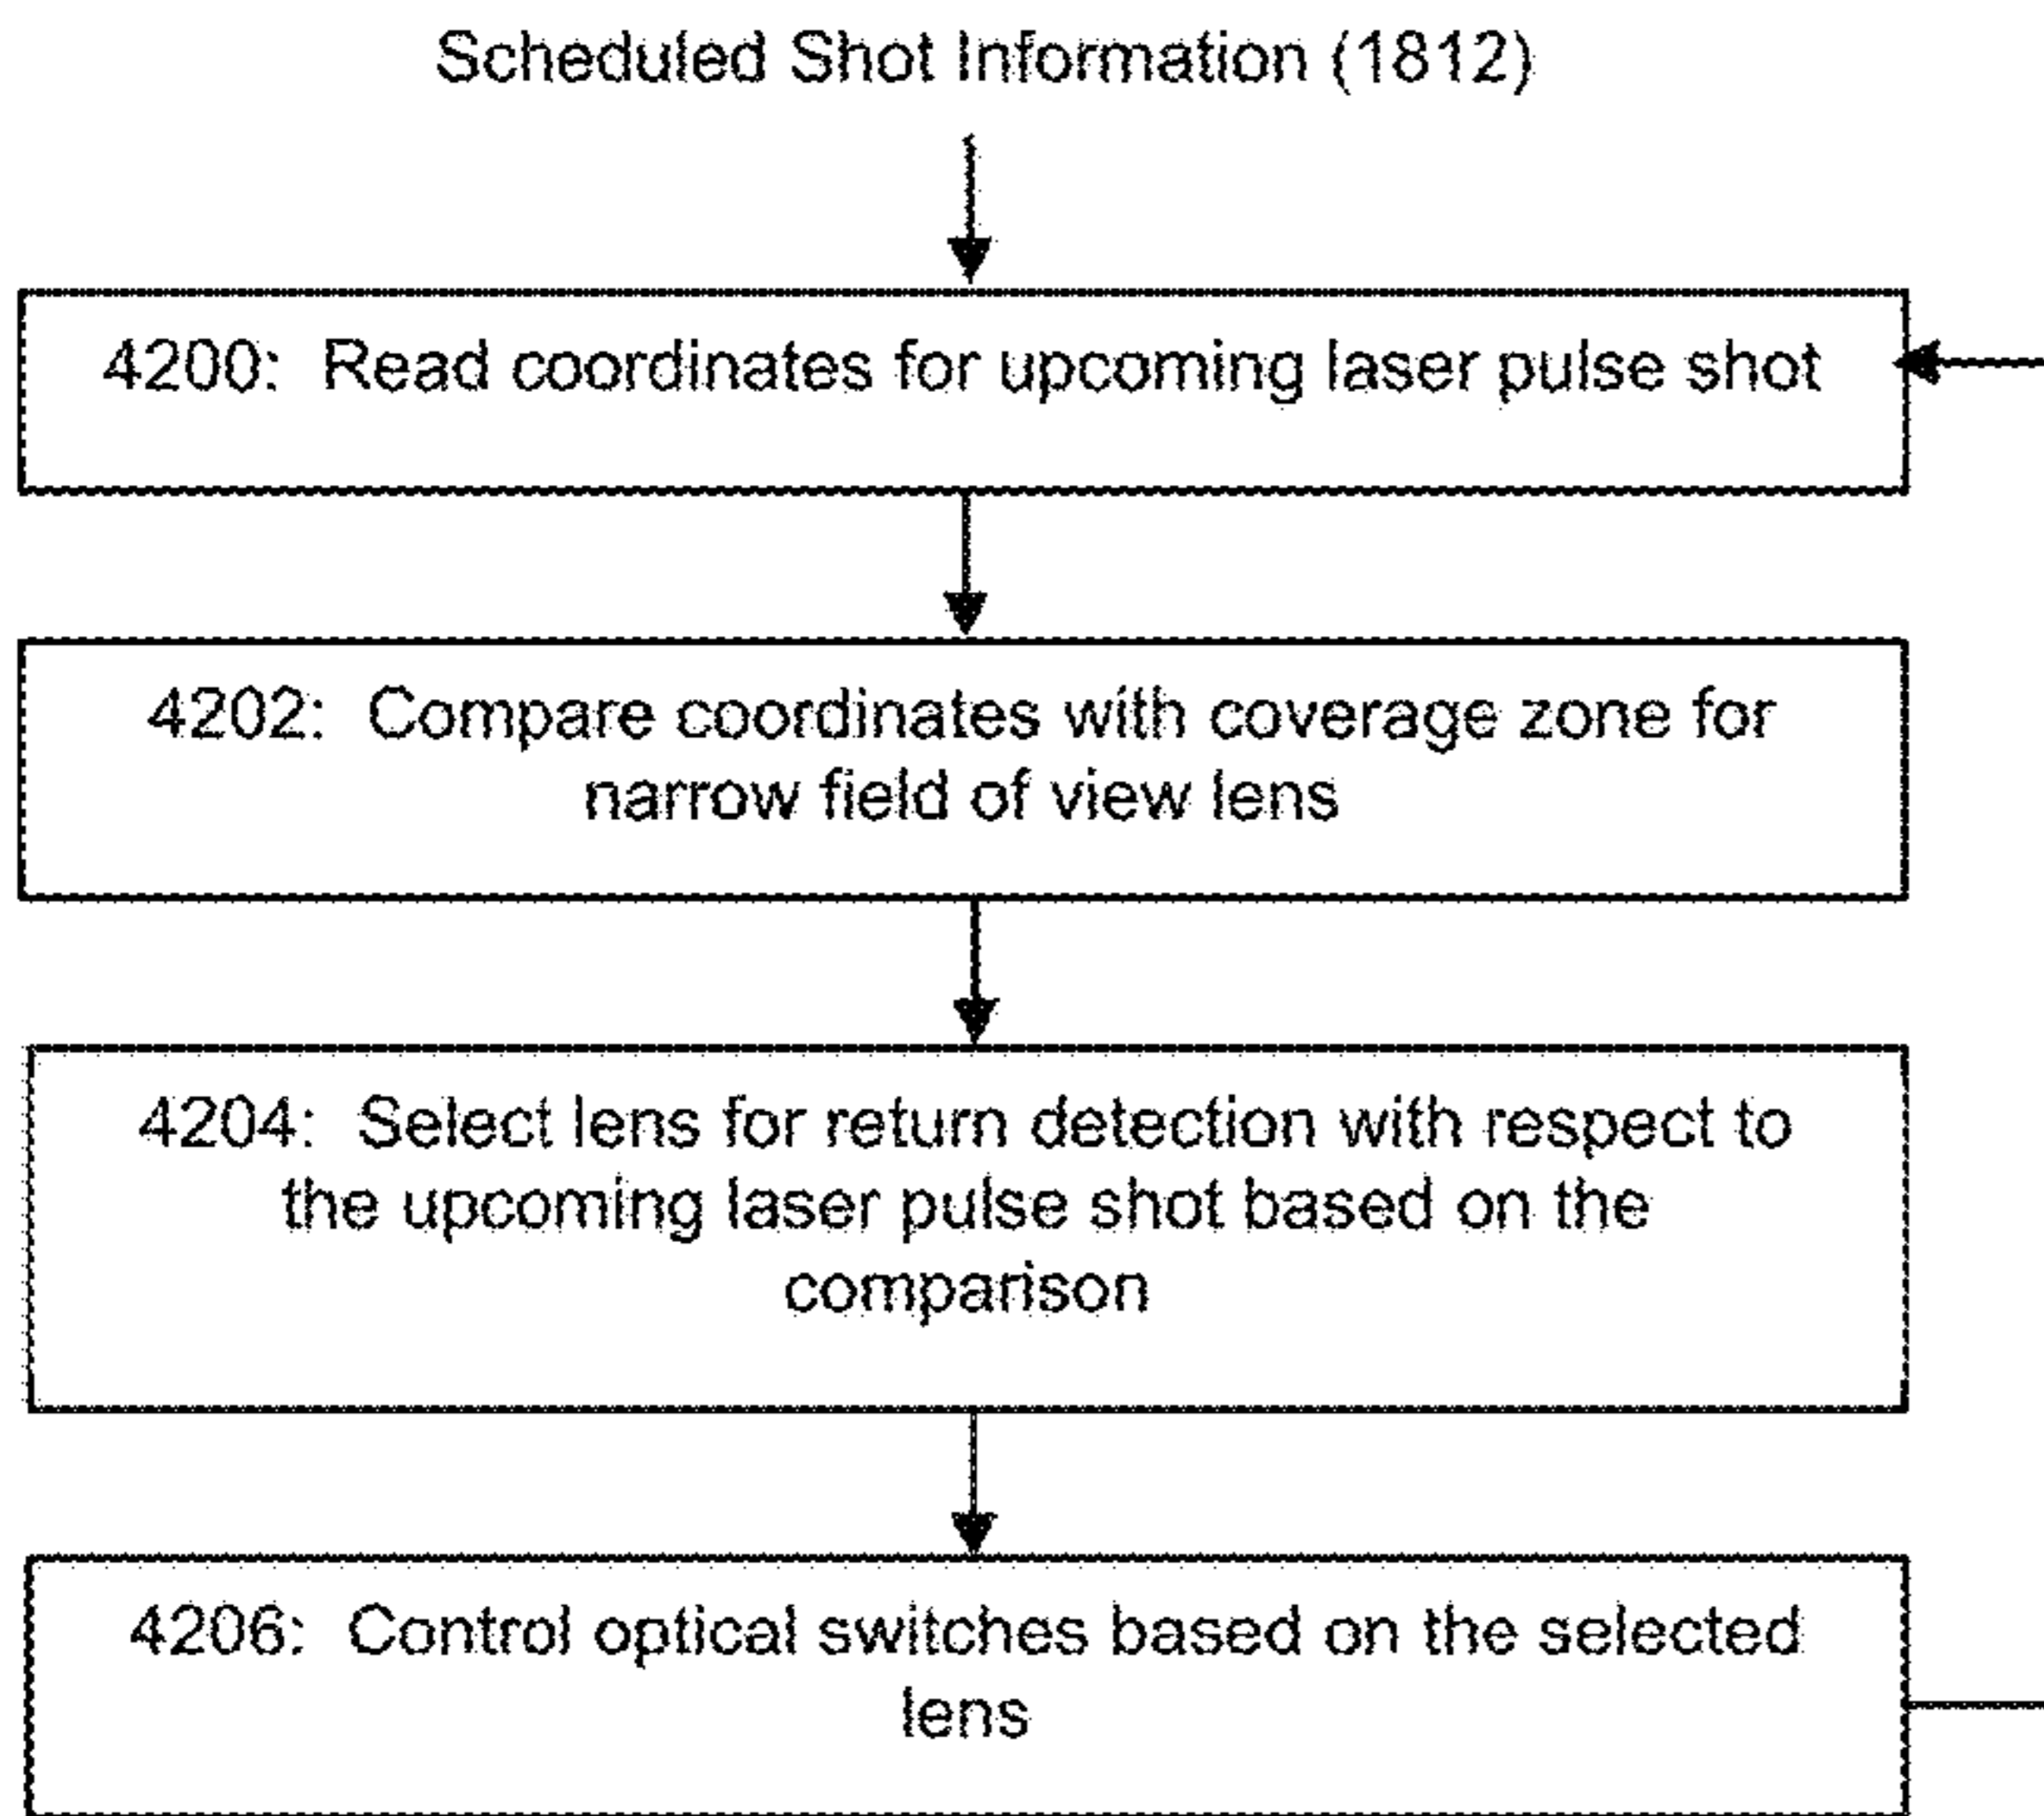 Scheduled Shot Information (1812)
4200: Read coordinates for upcoming laser pulse shot
4202: Compare coordinates with coverage zone for
narrow field of view lens
4204: Select lens for return detection with respect to
the upcoming laser pulse shot based on the
comparison
4206: Control optical switches based on the selected
lens